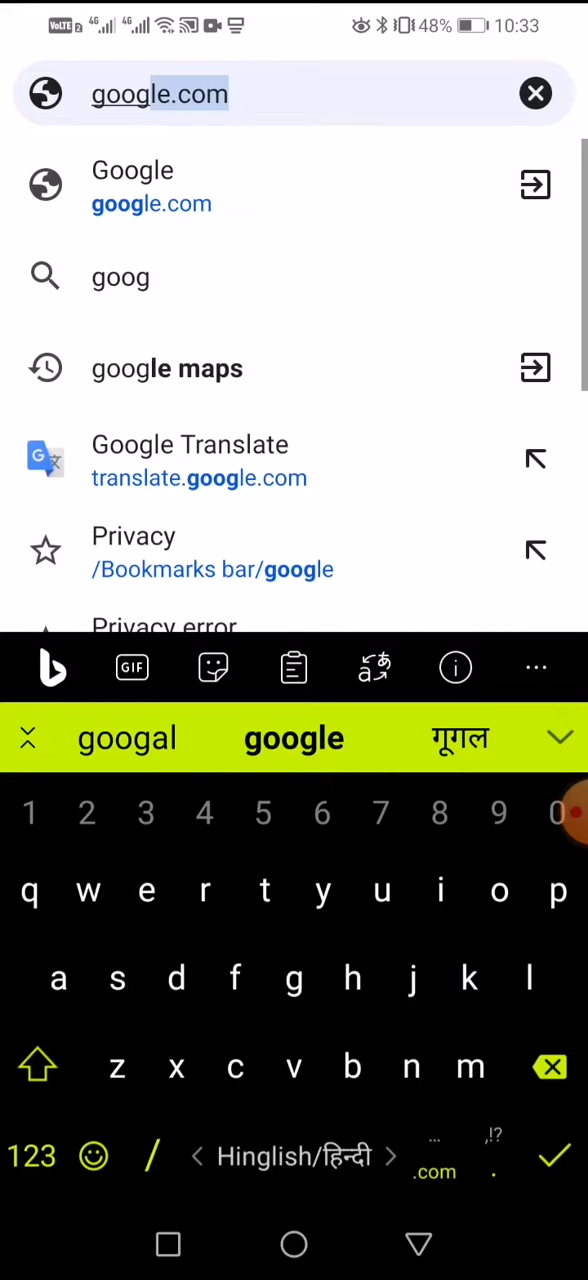 VoLTE 2 4G 4G 48% 10:33
google.com
Google
google.com
goog
google maps
Google Translate
translate.google.com
Privacy
/Bookmarks bar/google
Privacy error
GIF
googal google गूगल
1 2 3 4 5 6 7 8 9 0
q w e r t y u i o p
a s d f g h j k l
z x c v b n m
... ,!?
123 / < Hinglish/हिन्दी > .com .